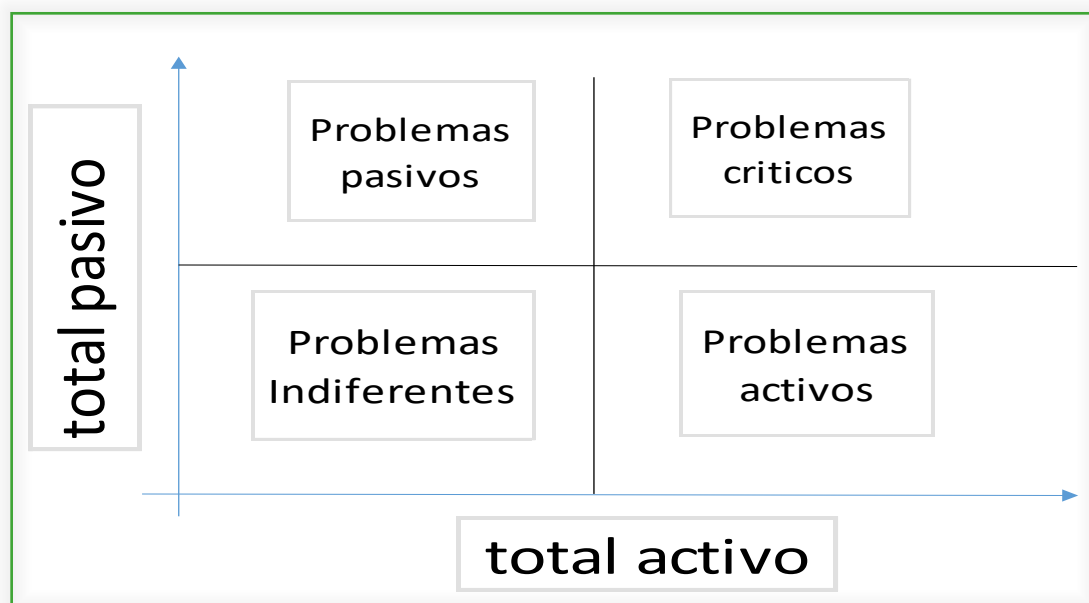 Problemas
pasivos
Problemas
criticos
total pasivo
Problemas
Indiferentes
Problemas
activos
total activo